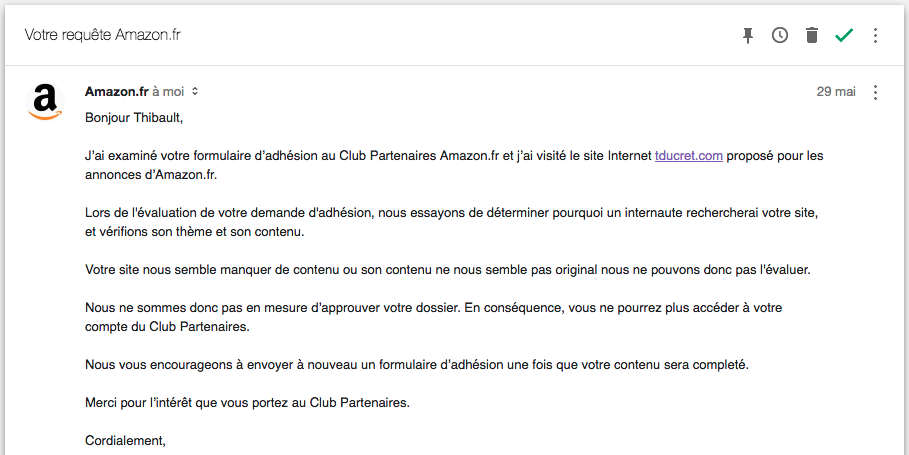 Votre requête Amazon.fr
Amazon.fr à moi
29 mai
Bonjour Thibault,
J'ai examiné votre formulaire d'adhésion au Club Partenaires Amazon.fr et j'ai visité le site Internet tducret.com proposé pour les
annonces d'Amazon.fr.
Lors de l'évaluation de votre demande d'adhésion, nous essayons de déterminer pourquoi un internaute rechercherai votre site,
et vérifions son thème et son contenu.
Votre site nous semble manquer de contenu ou son contenu ne nous semble pas original nous ne pouvons donc pas l'évaluer.
Nous ne sommes donc pas en mesure d'approuver votre dossier. En conséquence, vous ne pourrez plus accéder à votre
compte du Club Partenaires.
Nous vous encourageons à envoyer à nouveau un formulaire d'adhésion une fois que votre contenu sera completé.
Merci pour l'intérêt que vous portez au Club Partenaires.
Cordialement,